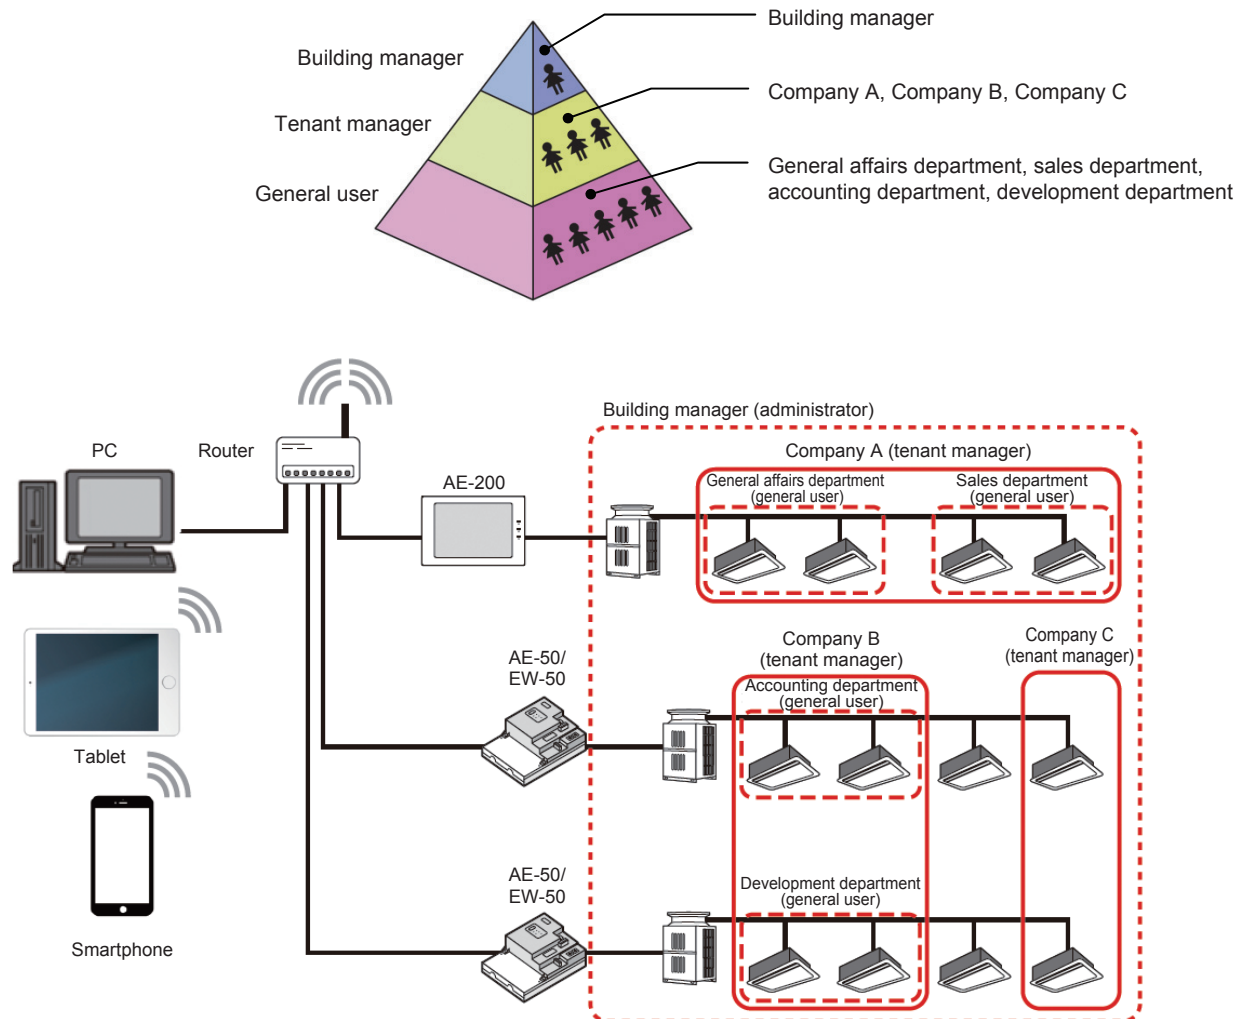 Building manager
Building manager
Company A, Company B, Company C
Tenant manager
General affairs department, sales department,
accounting department, development department
General user
Building manager (administrator)
PC
Router
Company A (tenant manager)
AE-200
General affairs department
(general user)
Sales department
(general user)
Company B
(tenant manager)
Company C
(tenant manager)
AE-50/
EW-50
Accounting department
(general user)
Tablet
AE-50/
EW-50
Development department
(general user)
Smartphone